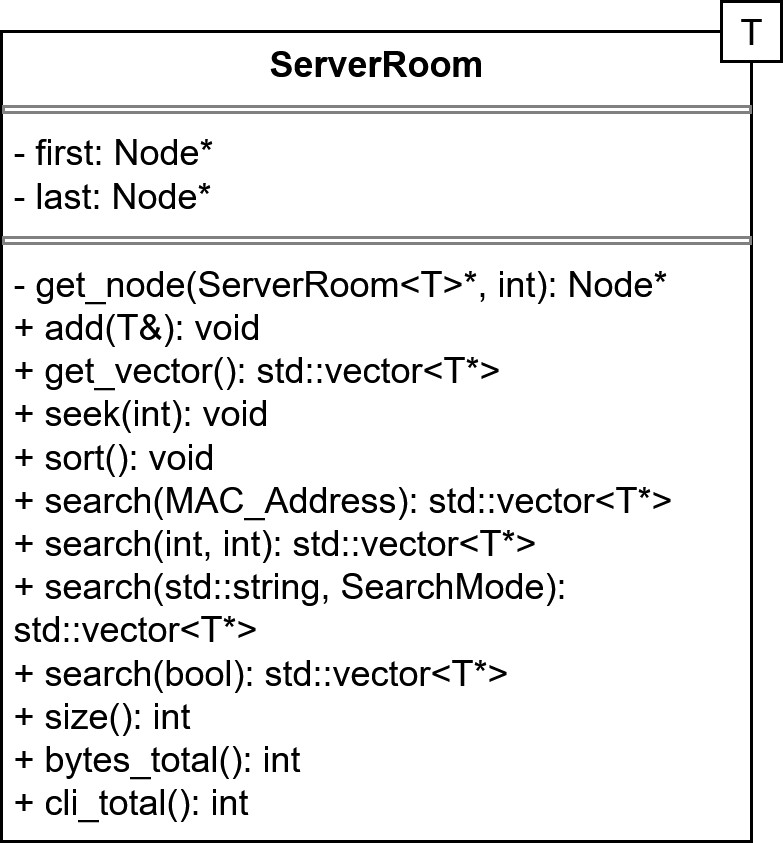 T
ServerRoom
- first: Node*
- last: Node*
- get_node(ServerRoom<T>*, int): Node*
+ add(T&): void
+ get_vector(): std::vector<T*>
+ seek(int): void
+ sort(): void
+ search(MAC_Address): std::vector<T*>
+ search(int, int): std::vector<T*>
+ search(std::string, SearchMode):
std::vector<T*>
+ search(bool): std::vector<T*>
+ size(): int
+ bytes_total(): int
+ cli_total(): int